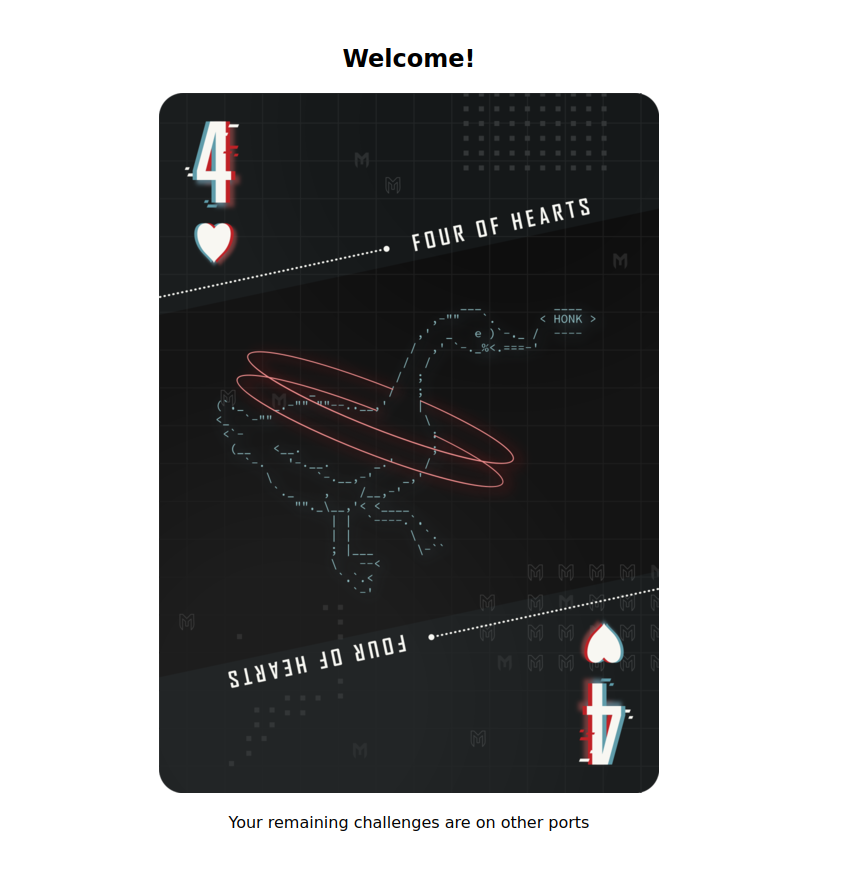 Welcome!
4
FOUR OF HEARTS
< HONK >
FOUR OF HEARTS
4
Your remaining challenges are on other ports